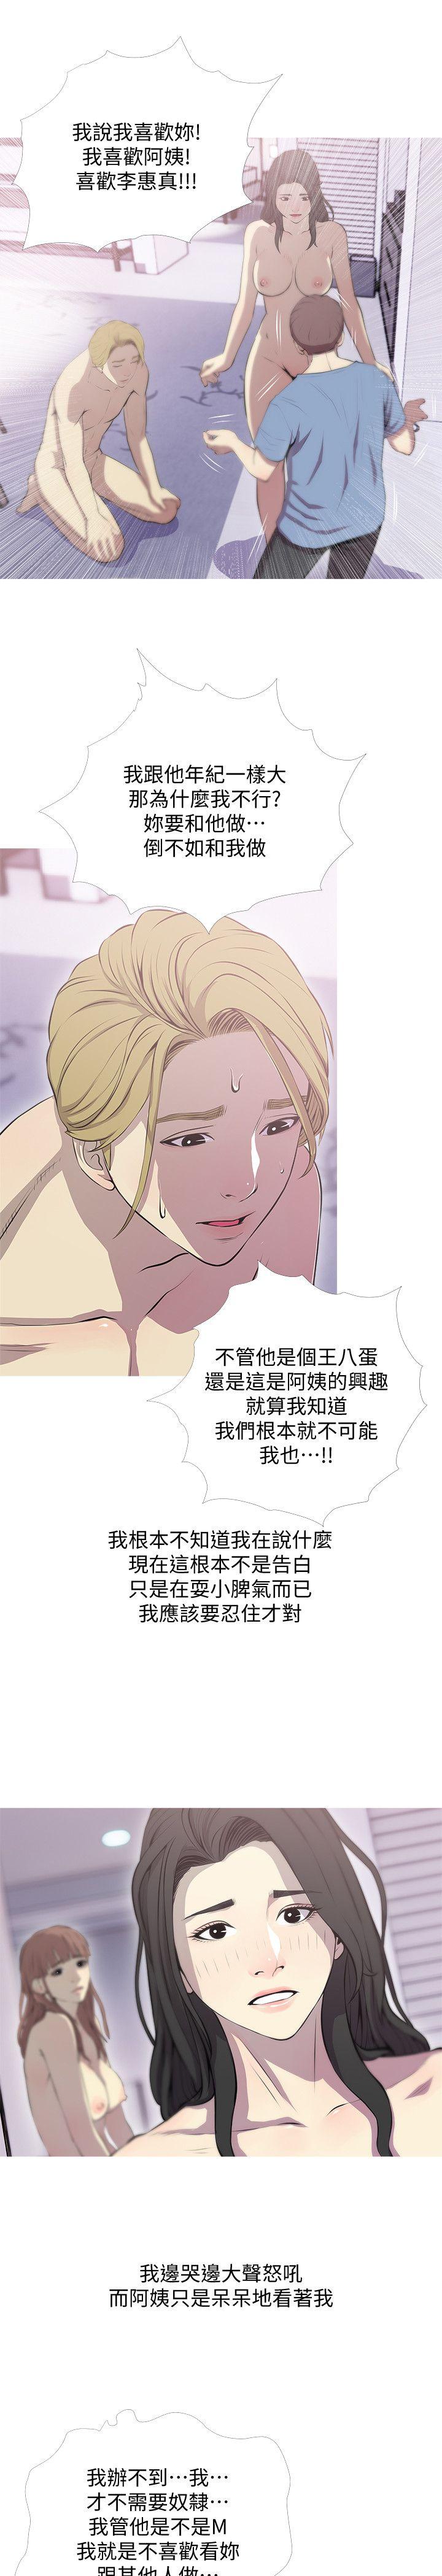 我說我喜歡妳!
我喜歡阿姨!
喜歡李惠真!!!
我跟他年紀一樣大
那為什麼我不行?
妳要和他做…
倒不如和我做
不管他是個王八蛋
還是這是阿姨的興趣
就算我知道
我們根本就不可能
我也…!!
我根本不知道我在說什麼
現在這根本不是告白
只是在耍小脾氣而已
我應該要忍住才對
我邊哭邊大聲怒吼
而阿姨只是呆呆地看著我
我辦不到…我…
才不需要奴隸…
我管他是不是M
我就是不喜歡看妳
跟其他人做…